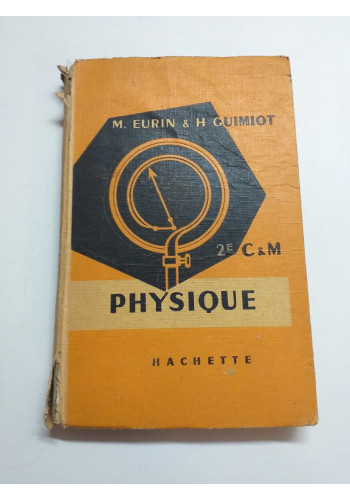 M. EURIN & H GUIMIOT
2E C & M
PHYSIQUE
HACHETTE